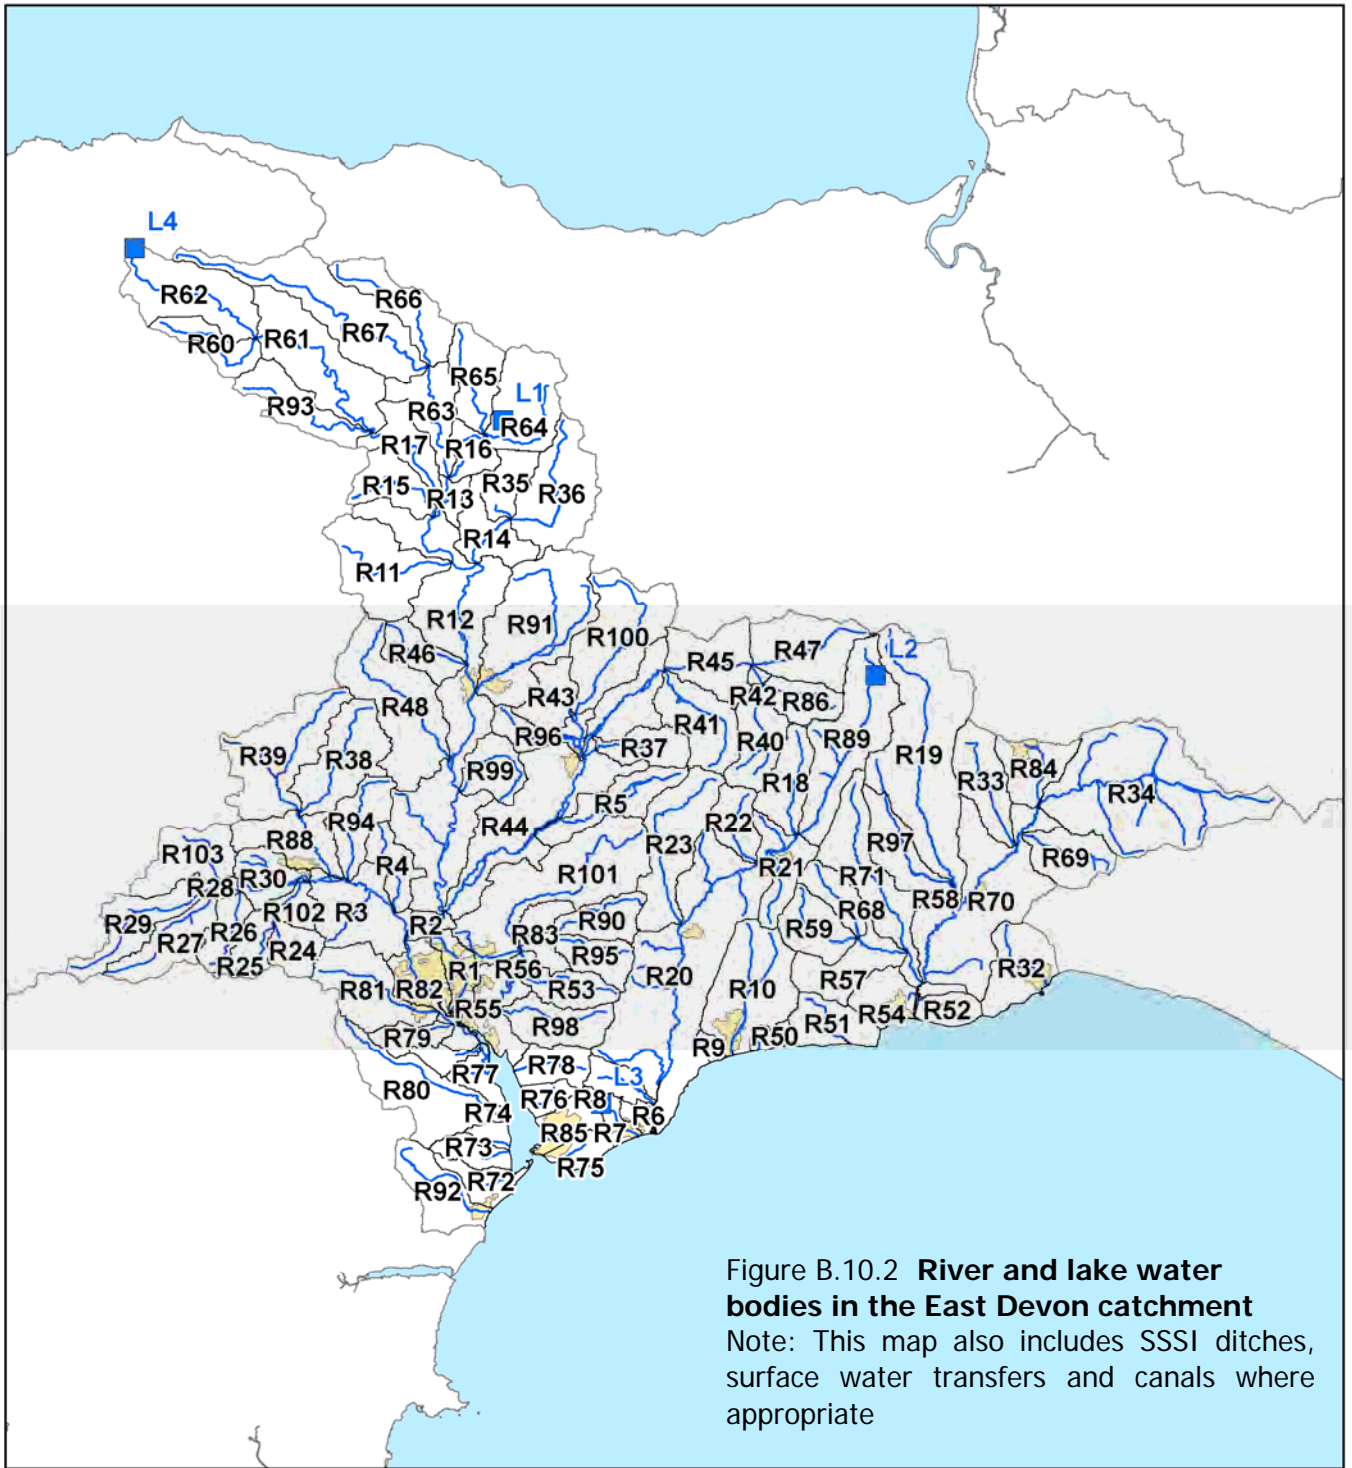 L4
R62
R66
R67
R60
R61
R65
L1
R93
R63
R64
R17
R16
R15
R35
R36
R13
R14
R11
R12
R91
R100
R46
R45
R47
L2
R43
R42
R86
R48
R41
R96
R37
R40
R89
R39
R38
R99
R18
R19
R33
R84
R34
R5
R94
R44
R22
R88
R23
R97
R103
R4
R21
R69
R28
R30
R101
R71
R58
R70
R29
R102
R3
R90
R68
R27
R26
R2
R83
R59
R24
R95
R25
R1
R56
R20
R32
R81
R82
R53
R10
R57
R55
R54
R52
R79
R98
R51
R50
R9
R78
R77
L3
R80
R76
R8
R74
R6
R85
R7
R73
R75
R72
R92
Figure B.10.2 River and lake water
bodies in the East Devon catchment
Note: This map also includes SSSI ditches,
surface water transfers and canals where
appropriate